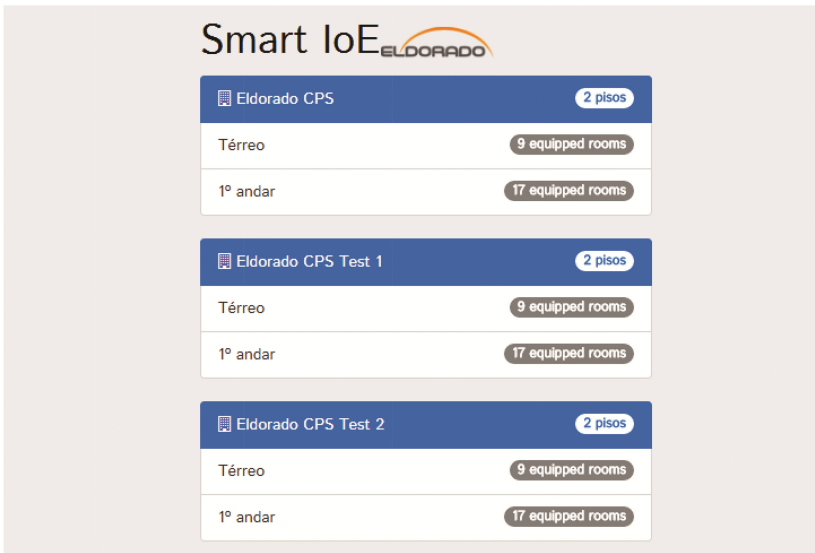 Smart IoE ELDORADO
Eldorado CPS 2 pisos
Térreo 9 equipped rooms
1º andar 17 equipped rooms
Eldorado CPS Test 1 2 pisos
Térreo 9 equipped rooms
1º andar 17 equipped rooms
Eldorado CPS Test 2 2 pisos
Térreo 9 equipped rooms
1º andar 17 equipped rooms